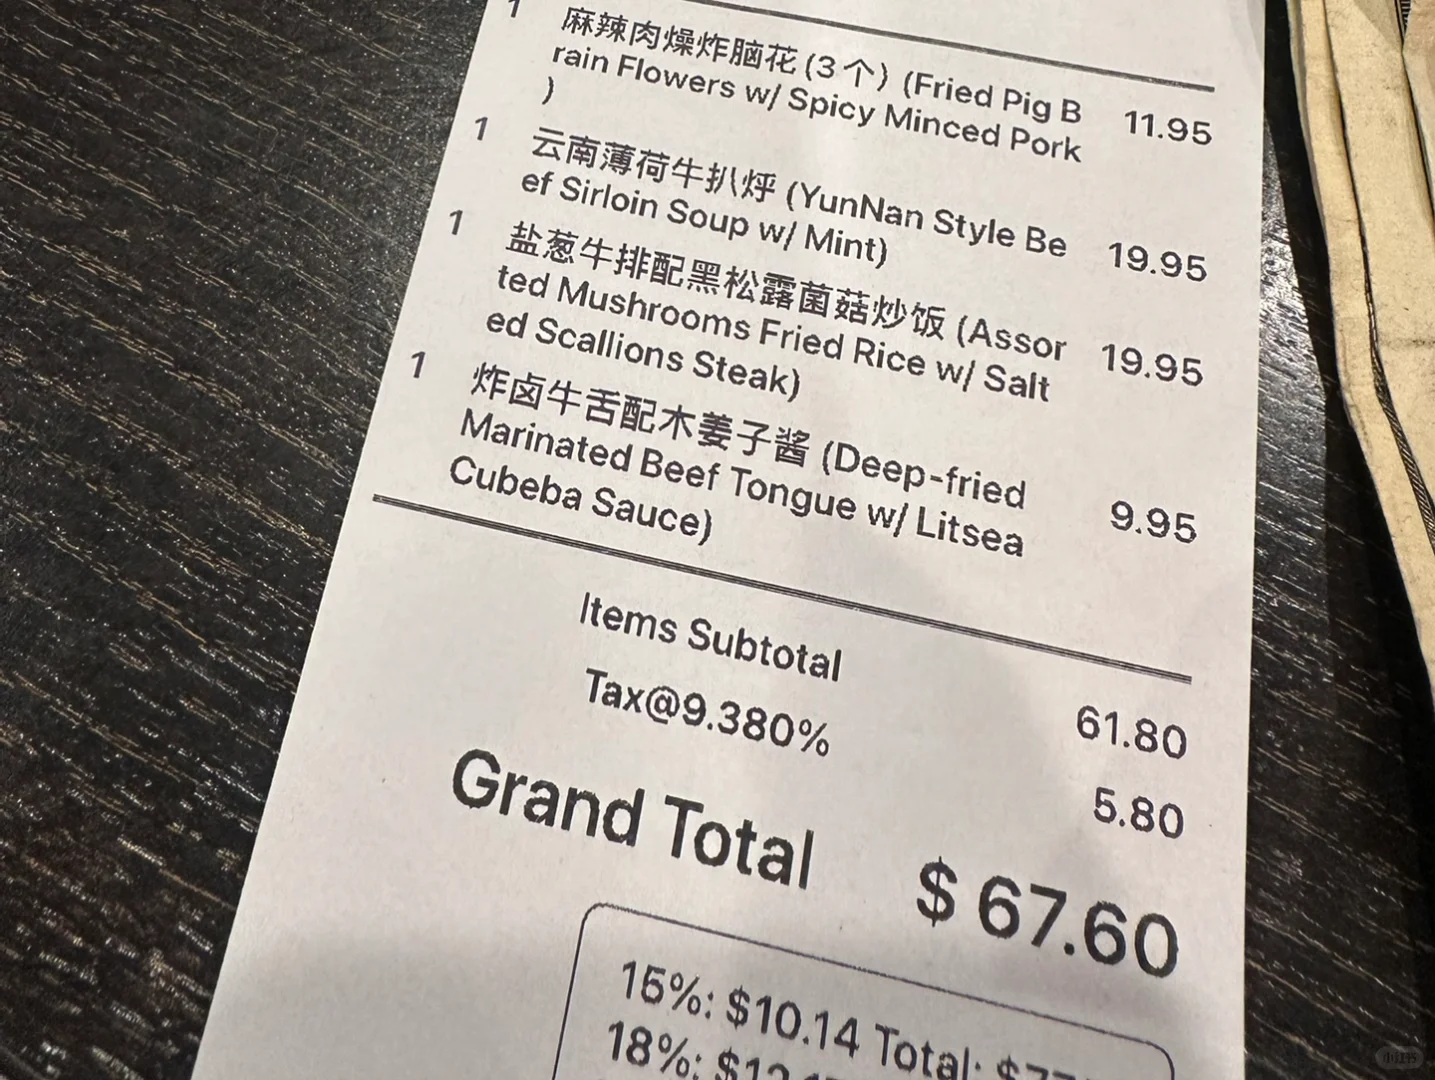 1 麻辣肉燥炸脑花 (3个) (Fried Pig B 11.95
rain Flowers w/ Spicy Minced Pork
)
1 云南薄荷牛扒烀 (YunNan Style Be 19.95
ef Sirloin Soup w/ Mint)
1 盐葱牛排配黑松露菌菇炒饭 (Assor 19.95
ted Mushrooms Fried Rice w/ Salt
ed Scallions Steak)
1 炸卤牛舌配木姜子酱 (Deep-fried 9.95
Marinated Beef Tongue w/ Litsea
Cubeba Sauce)
Items Subtotal 61.80
Tax@9.380% 5.80
Grand Total $ 67.60
15%: $10.14 Total:
18%:
小红书